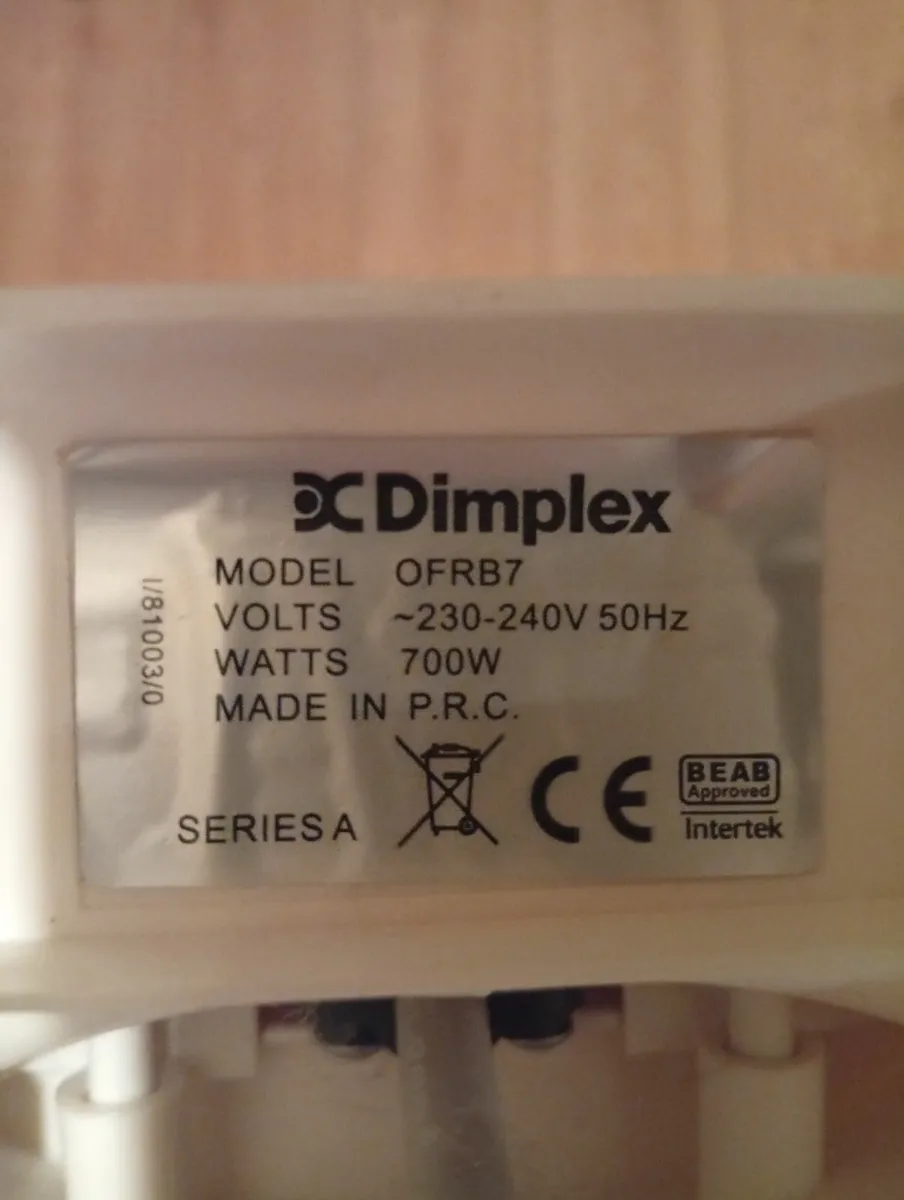 Dimplex
MODEL OFRB7
VOLTS ~230-240V 50Hz
WATTS 700W
MADE IN P.R.C.
I/81003/0
SERIES A
CE
BEAB
Approved
Intertek